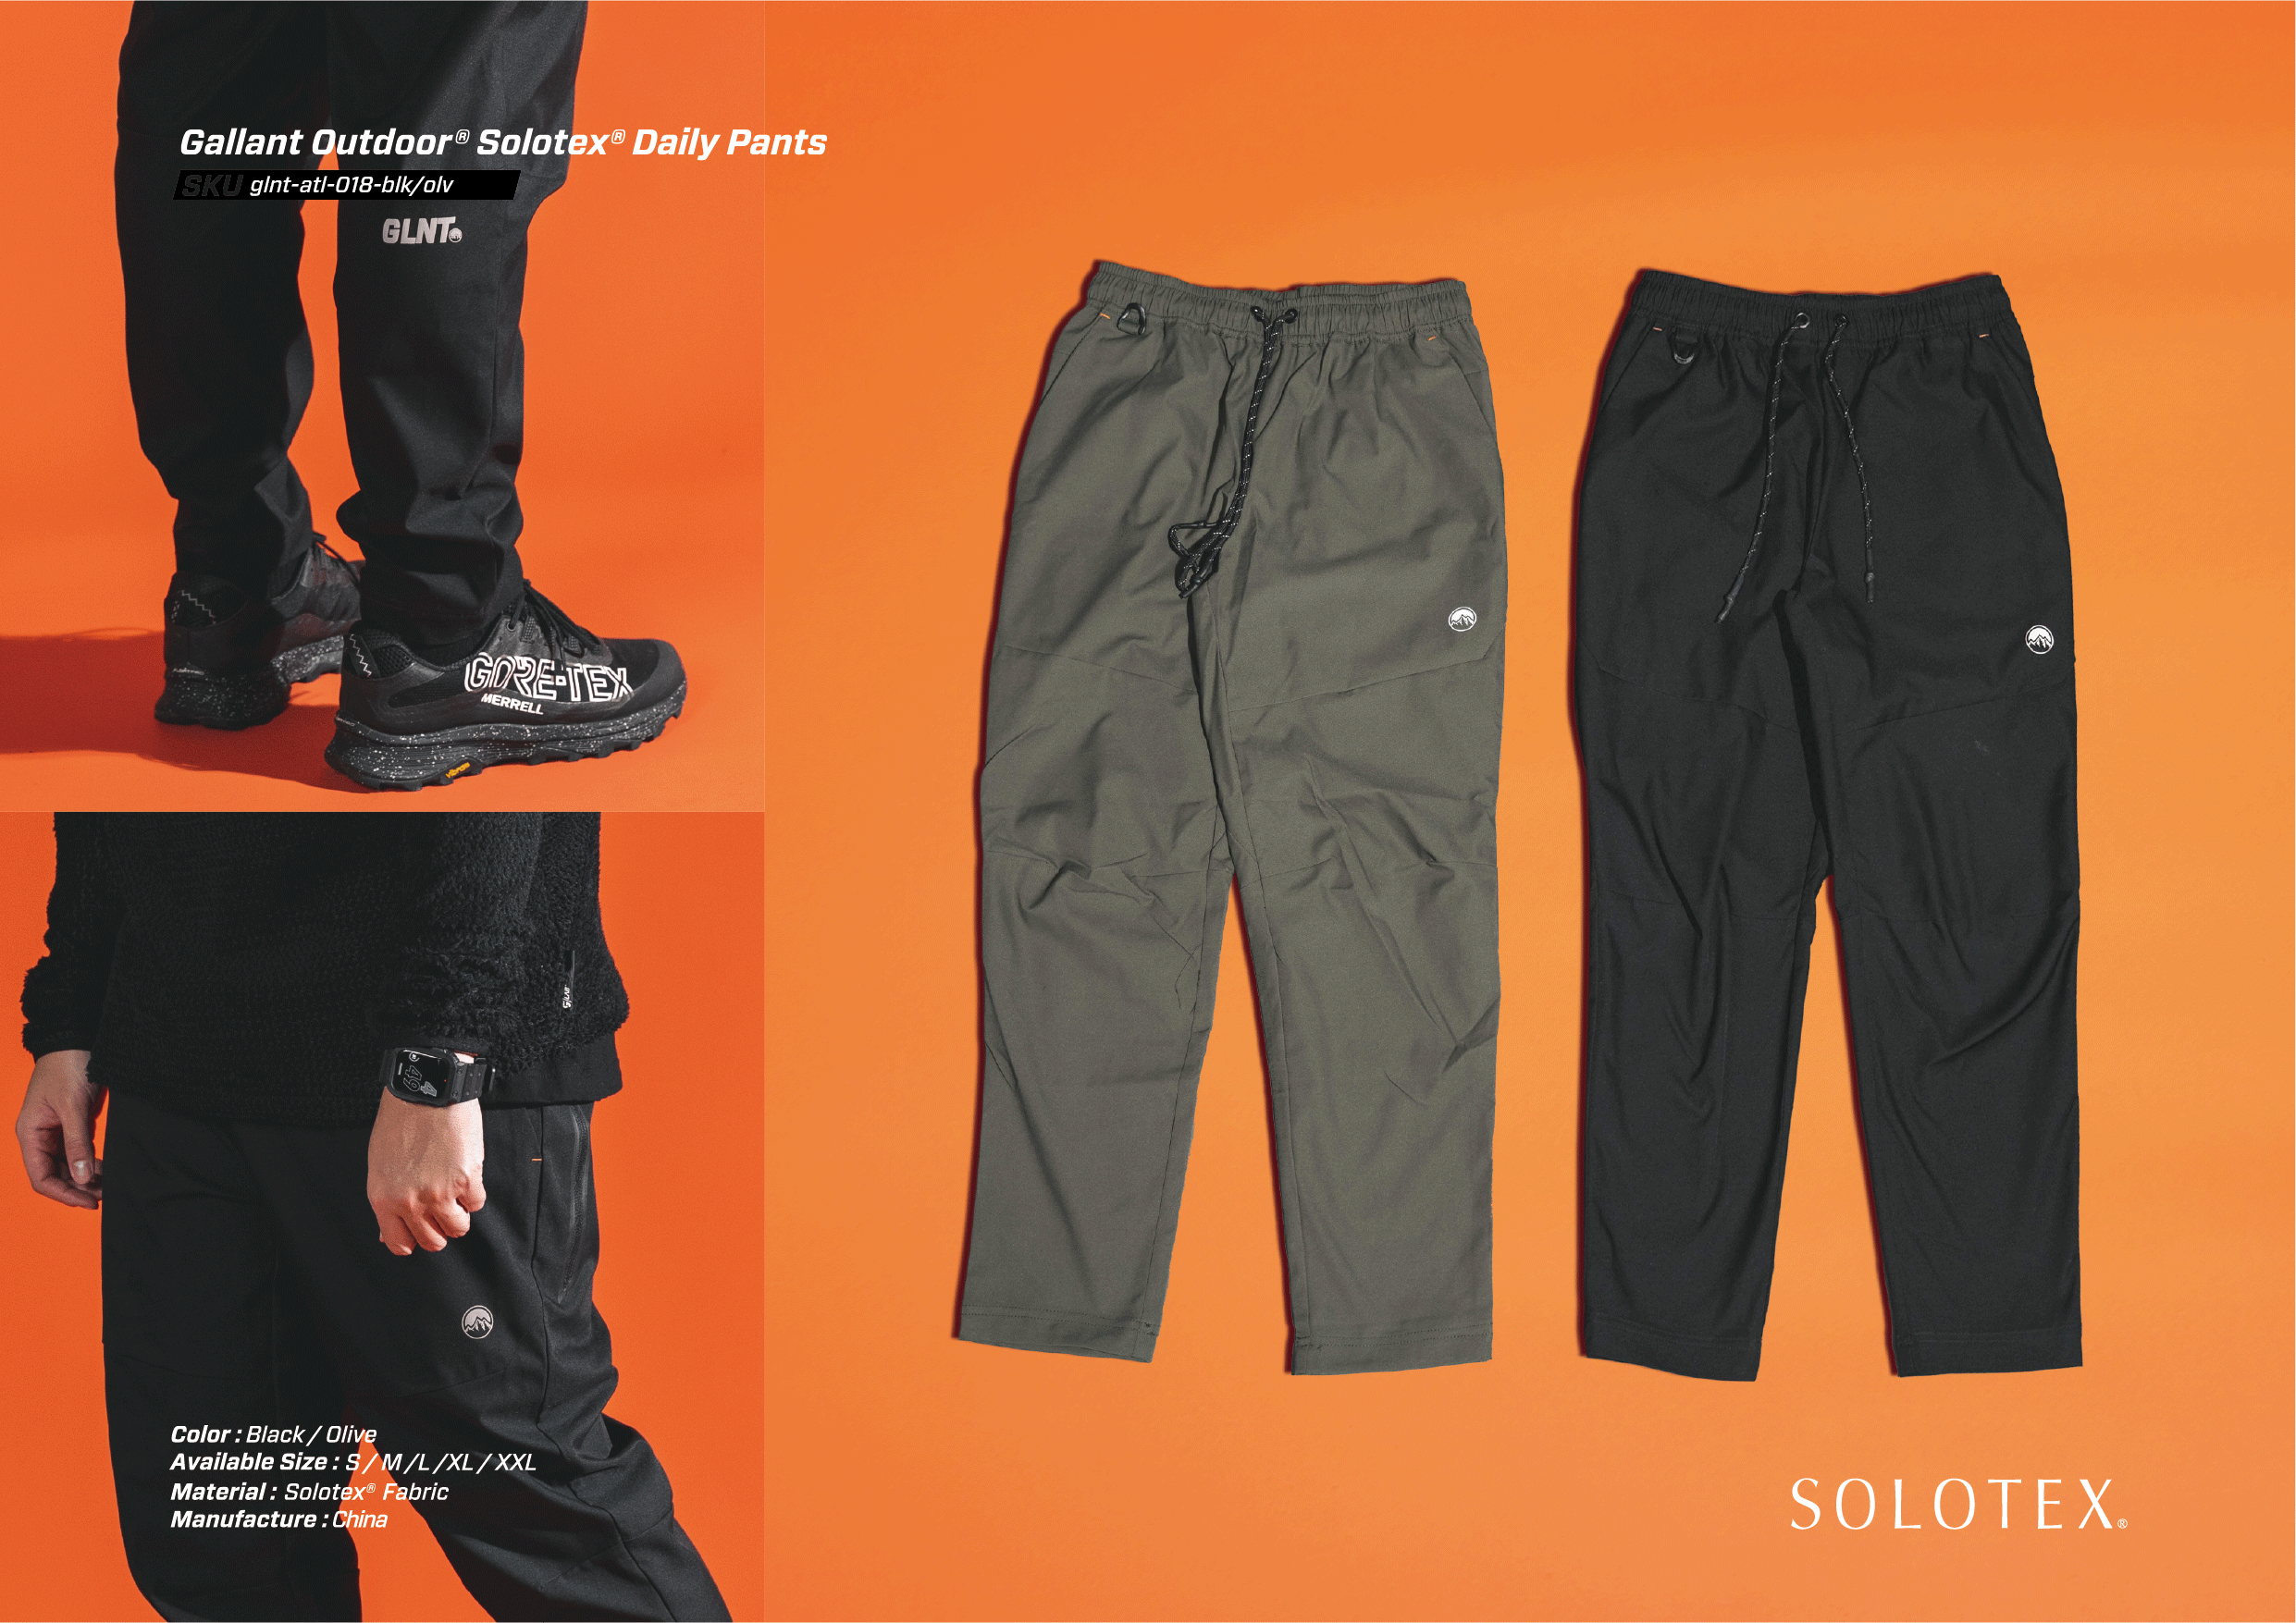 Gallant Outdoor® Solotex® Daily Pants
SKU glnt-atl-018-blk/olv
GLNT
GORE-TEX
MERRELL
Color : Black / Olive
Available Size : S / M /L /XL / XXL
Material : Solotex® Fabric
Manufacture : China
SOLOTEX®